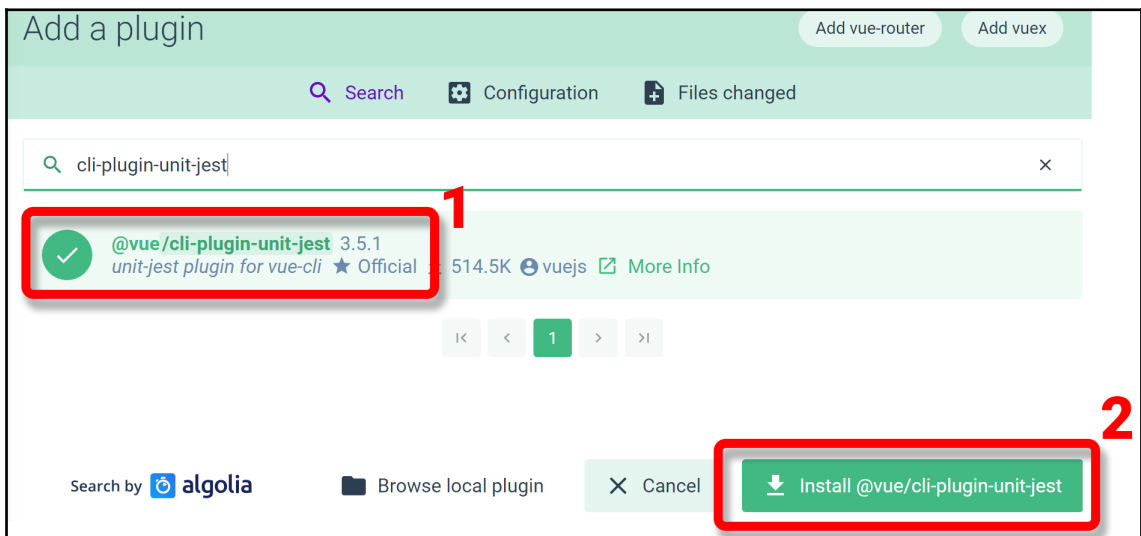 Add a plugin
Add vue-router
Add vuex
Search
Configuration
Files changed
cli-plugin-unit-jest
1
@vue/cli-plugin-unit-jest 3.5.1
unit-jest plugin for vue-cli ★ Official 514.5K vuejs More Info
1
2
Search by algolia
Browse local plugin
Cancel
Install @vue/cli-plugin-unit-jest